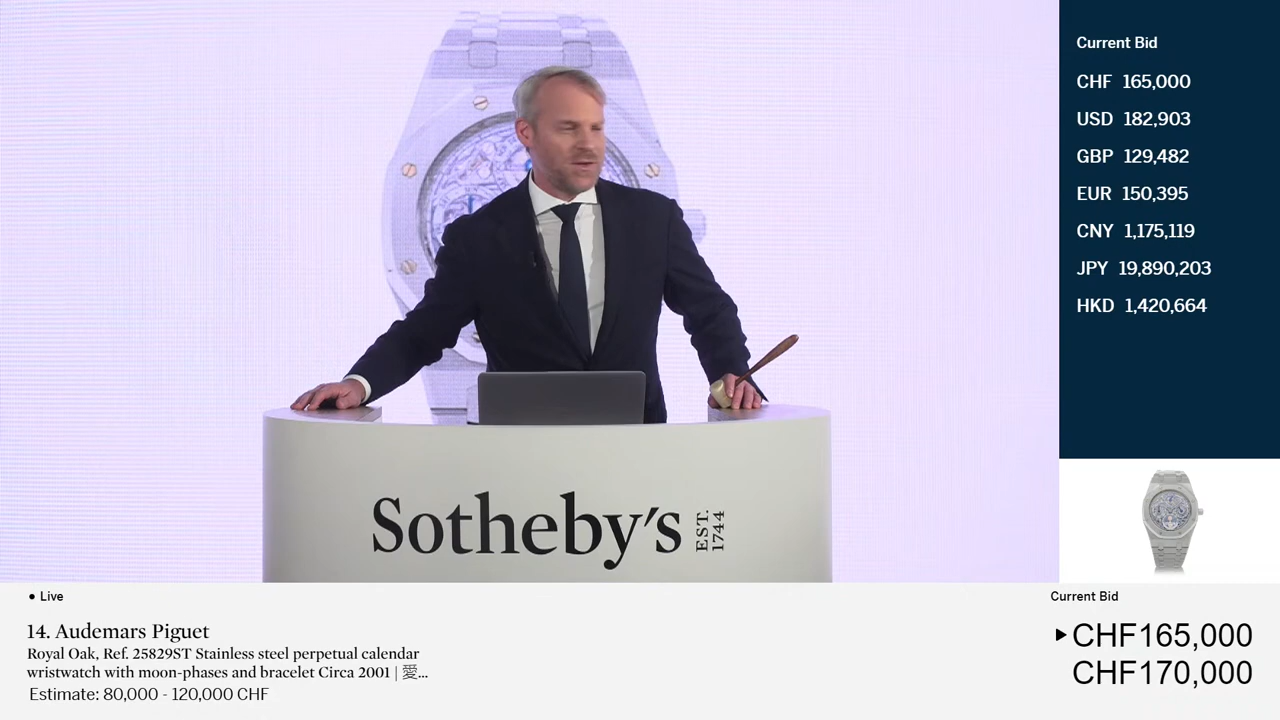 Current Bid
CHF 165,000
USD 182,903
GBP 129,482
EUR 150,395
CNY 1,175,119
JPY 19,890,203
HKD 1,420,664
Sotheby's EST. 1744
• Live
14. Audemars Piguet
Royal Oak, Ref. 25829ST Stainless steel perpetual calendar
wristwatch with moon-phases and bracelet Circa 2001 | 愛...
Estimate: 80,000 - 120,000 CHF
Current Bid
CHF165,000
CHF170,000